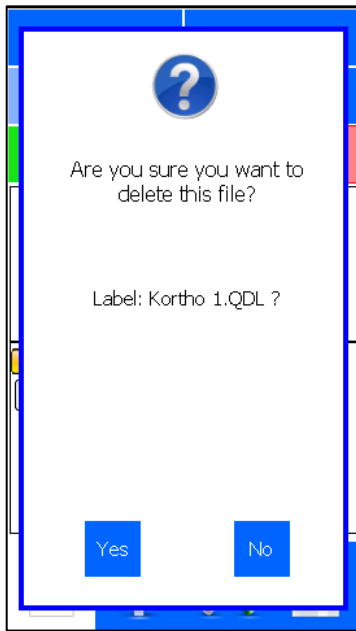 ?
Are you sure you want to
delete this file?
Label: Kortho 1.QDL ?
Yes
No